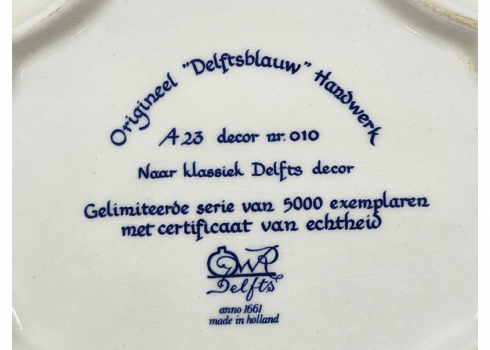 Origineel "Delftsblauw" Handwerk
A 23 decor nr. 010
Naar klassiek Delfts decor
Gelimiteerde serie van 5000 exemplaren
met certificaat van echtheid
Delfts
anno 1661
made in holland